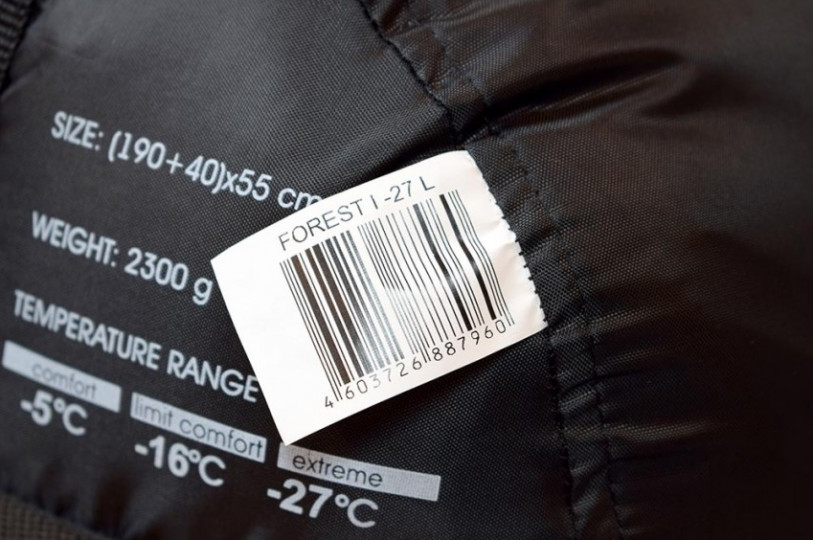 SIZE: (190+40)x55 cm
WEIGHT: 2300 g
TEMPERATURE RANGE
comfort
-5°C
limit comfort
-16°C
extreme
-27°C
FOREST I -27 L
4 603726 887960